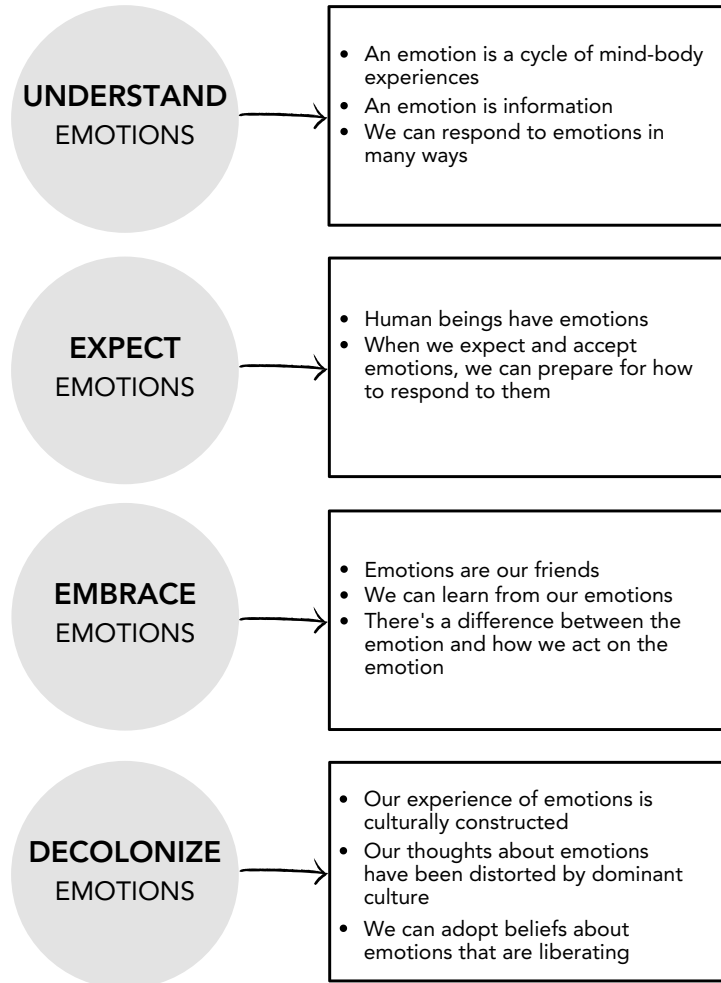 UNDERSTAND
EMOTIONS
• An emotion is a cycle of mind-body
experiences
• An emotion is information
• We can respond to emotions in
many ways
EXPECT
EMOTIONS
• Human beings have emotions
• When we expect and accept
emotions, we can prepare for how
to respond to them
EMBRACE
EMOTIONS
• Emotions are our friends
• We can learn from our emotions
• There's a difference between the
emotion and how we act on the
emotion
DECOLONIZE
EMOTIONS
• Our experience of emotions is
culturally constructed
• Our thoughts about emotions
have been distorted by dominant
culture
• We can adopt beliefs about
emotions that are liberating